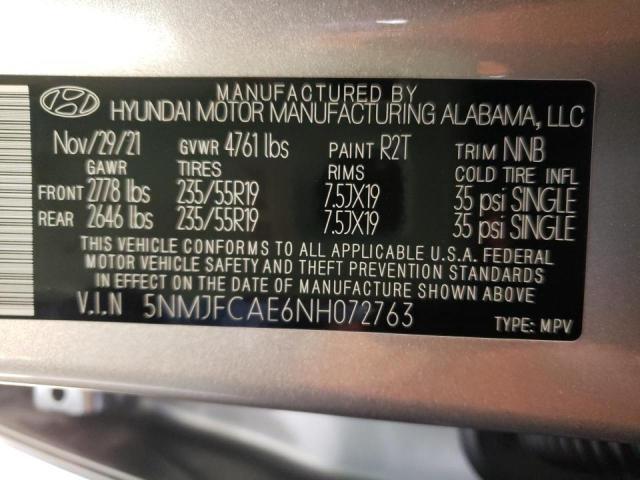 MANUFACTURED BY
HYUNDAI MOTOR MANUFACTURING ALABAMA, LLC
Nov/29/21 GVWR 4761 lbs PAINT R2T TRIM NNB
GAWR TIRES RIMS COLD TIRE INFL
FRONT 2778 lbs 235/55R19 7.5JX19 35 psi SINGLE
REAR 2646 lbs 235/55R19 7.5JX19 35 psi SINGLE
THIS VEHICLE CONFORMS TO ALL APPLICABLE U.S.A. FEDERAL
MOTOR VEHICLE SAFETY AND THEFT PREVENTION STANDARDS
IN EFFECT ON THE DATE OF MANUFACTURE SHOWN ABOVE.
V.I.N 5NMJFCAE6NH072763
TYPE: MPV